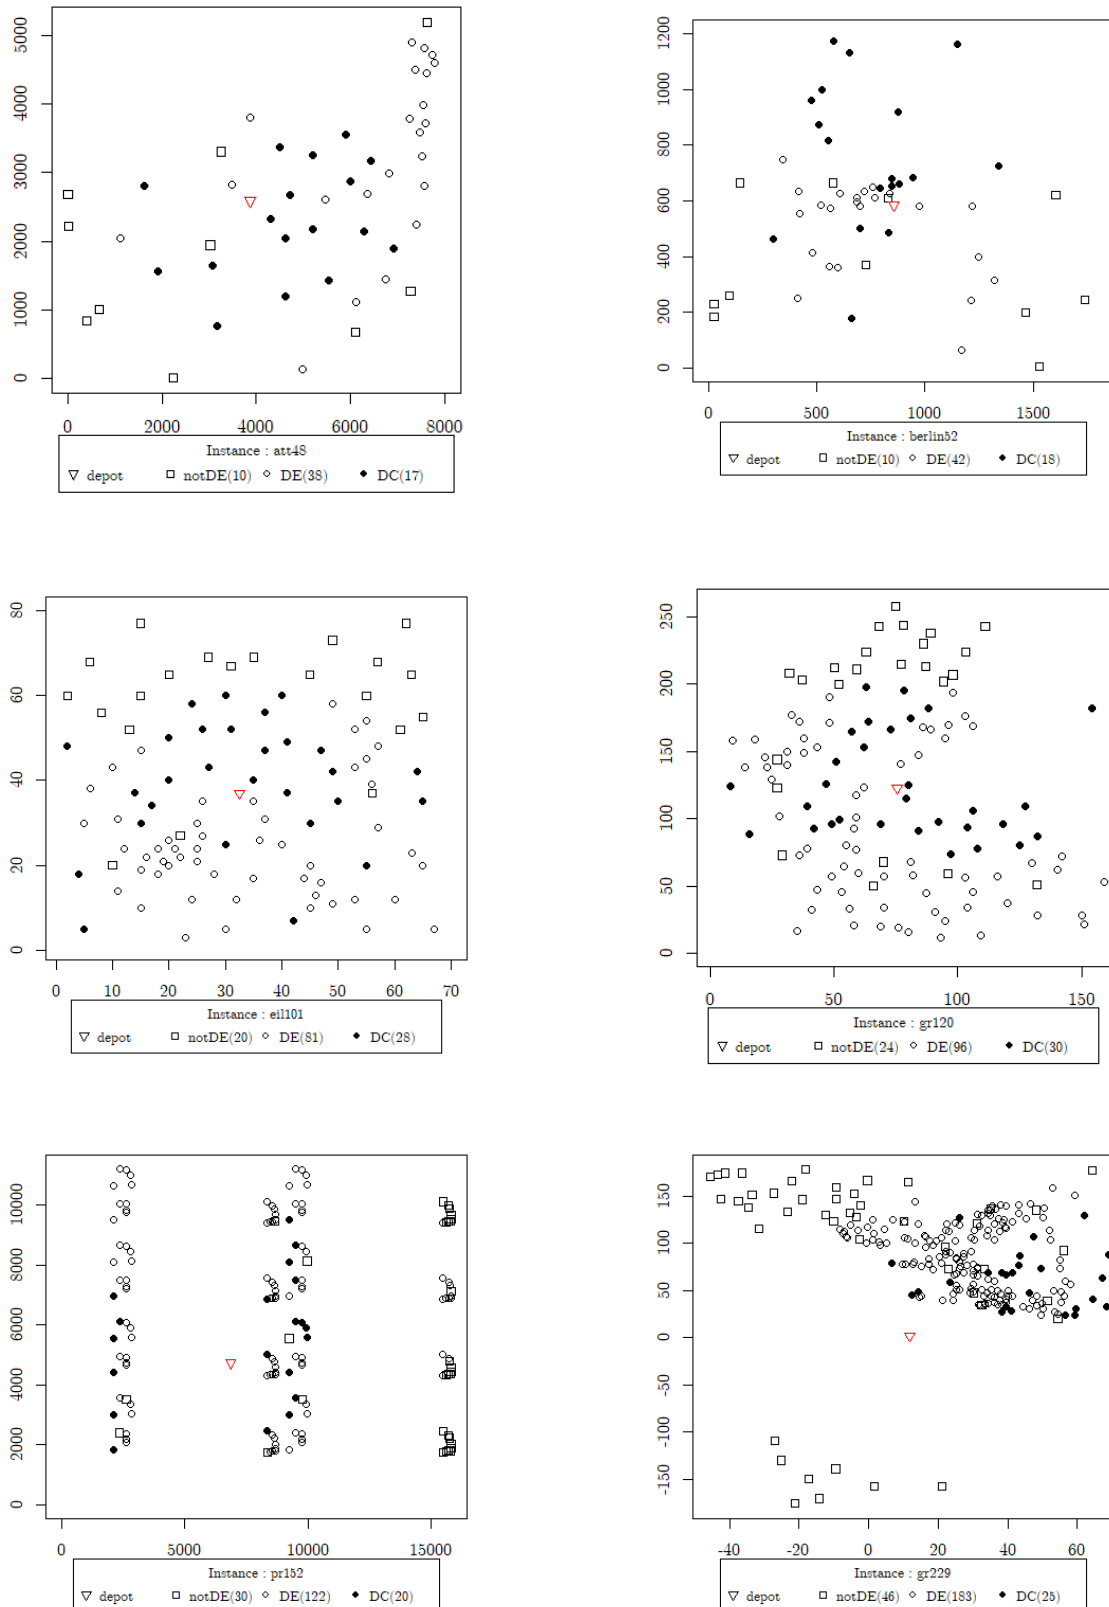 5000
4000
3000
2000
1000
0
0 2000 4000 6000 8000
Instance : att48
depot notDE(10) DE(38) DC(17)
1200
1000
800
600
400
200
0
0 500 1000 1500
Instance : berlin52
depot notDE(10) DE(42) DC(18)
80
60
40
20
0
0 10 20 30 40 50 60 70
Instance : eil101
depot notDE(20) DE(81) DC(28)
250
200
150
100
50
0
0 50 100 150
Instance : gr120
depot notDE(24) DE(96) DC(30)
10000
8000
6000
4000
2000
0
0 5000 10000 15000
Instance : pr152
depot notDE(30) DE(122) DC(20)
150
100
50
0
-50
-100
-150
-40 -20 0 20 40 60
Instance : gr229
depot notDE(46) DE(183) DC(25)